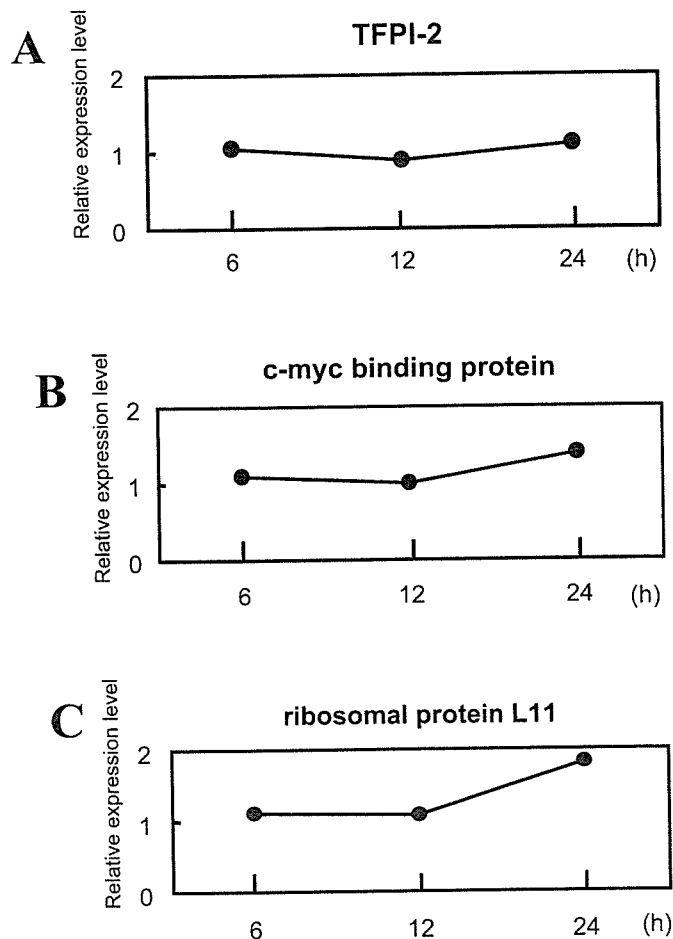 A
TFPI-2
Relative expression level
2
1
0
6 12 24 (h)
B
c-myc binding protein
Relative expression level
2
1
0
6 12 24 (h)
C
ribosomal protein L11
Relative expression level
2
1
0
6 12 24 (h)